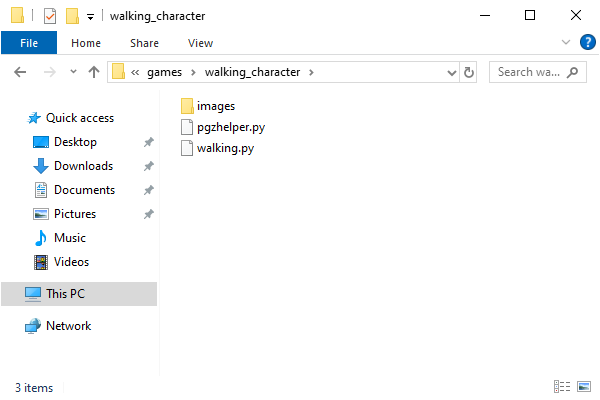 walking_character
File Home Share View
« games > walking_character > Search wa...
images
pgzhelper.py
walking.py
Quick access
Desktop
Downloads
Documents
Pictures
Music
Videos
This PC
Network
3 items